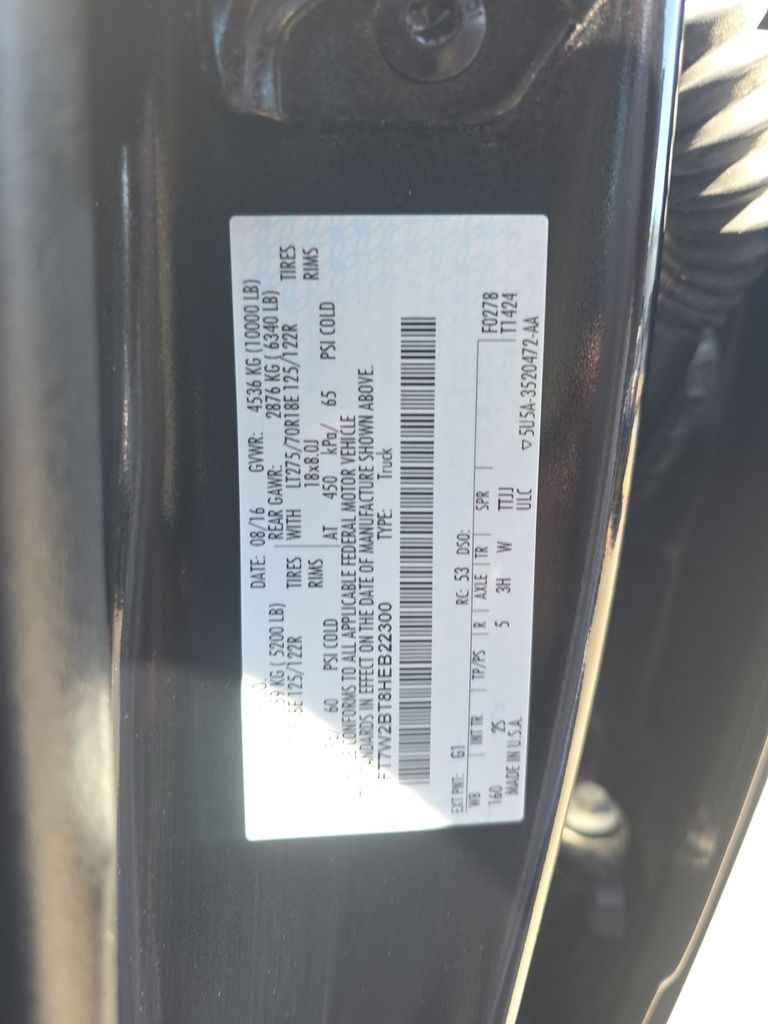 DATE: 08/16 GVWR: 4536 KG (10000 LB)
9 KG ( 5200 LB) REAR GAWR: 2876 KG ( 6340 LB)
5E 125/122R TIRES WITH LT275/70R18E 125/122R TIRES
RIMS 18x8.0J RIMS
60 PSI COLD AT 450 kPa/ 65 PSI COLD
CONFORMS TO ALL APPLICABLE FEDERAL MOTOR VEHICLE
NDARDS IN EFFECT ON THE DATE OF MANUFACTURE SHOWN ABOVE.
FT7W2BT8HEB22300 TYPE: Truck
EXT PNT: G1 RC: 53 DSO: F0278
WB INT TR TP/PS R AXLE TR SPR T1424
160 25 5 3H W TTJJ
MADE IN U.S.A. ULC ▽5U5A-3520472-AA